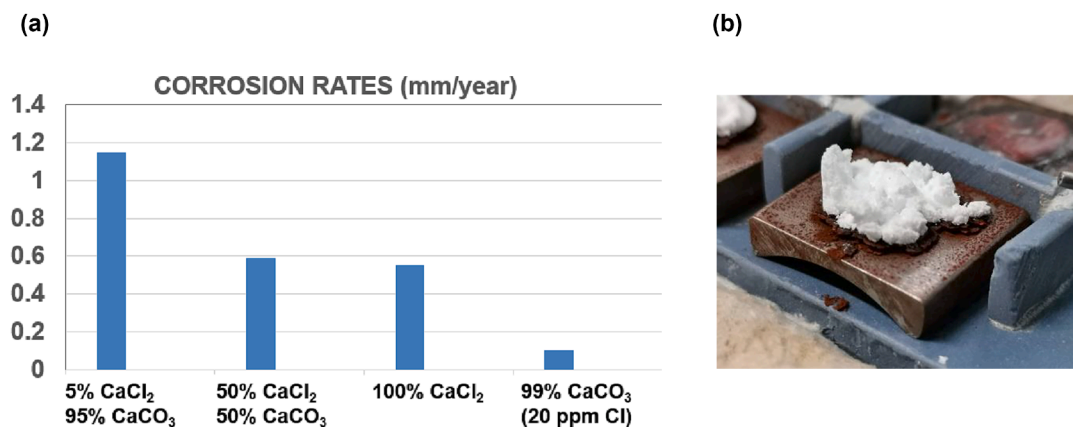 (a)
(b)
CORROSION RATES (mm/year)
1.4
1.2
1
0.8
0.6
0.4
0.2
0
5% CaCl₂
95% CaCO₃
50% CaCl₂
50% CaCO₃
100% CaCl₂
99% CaCO₃
(20 ppm Cl)